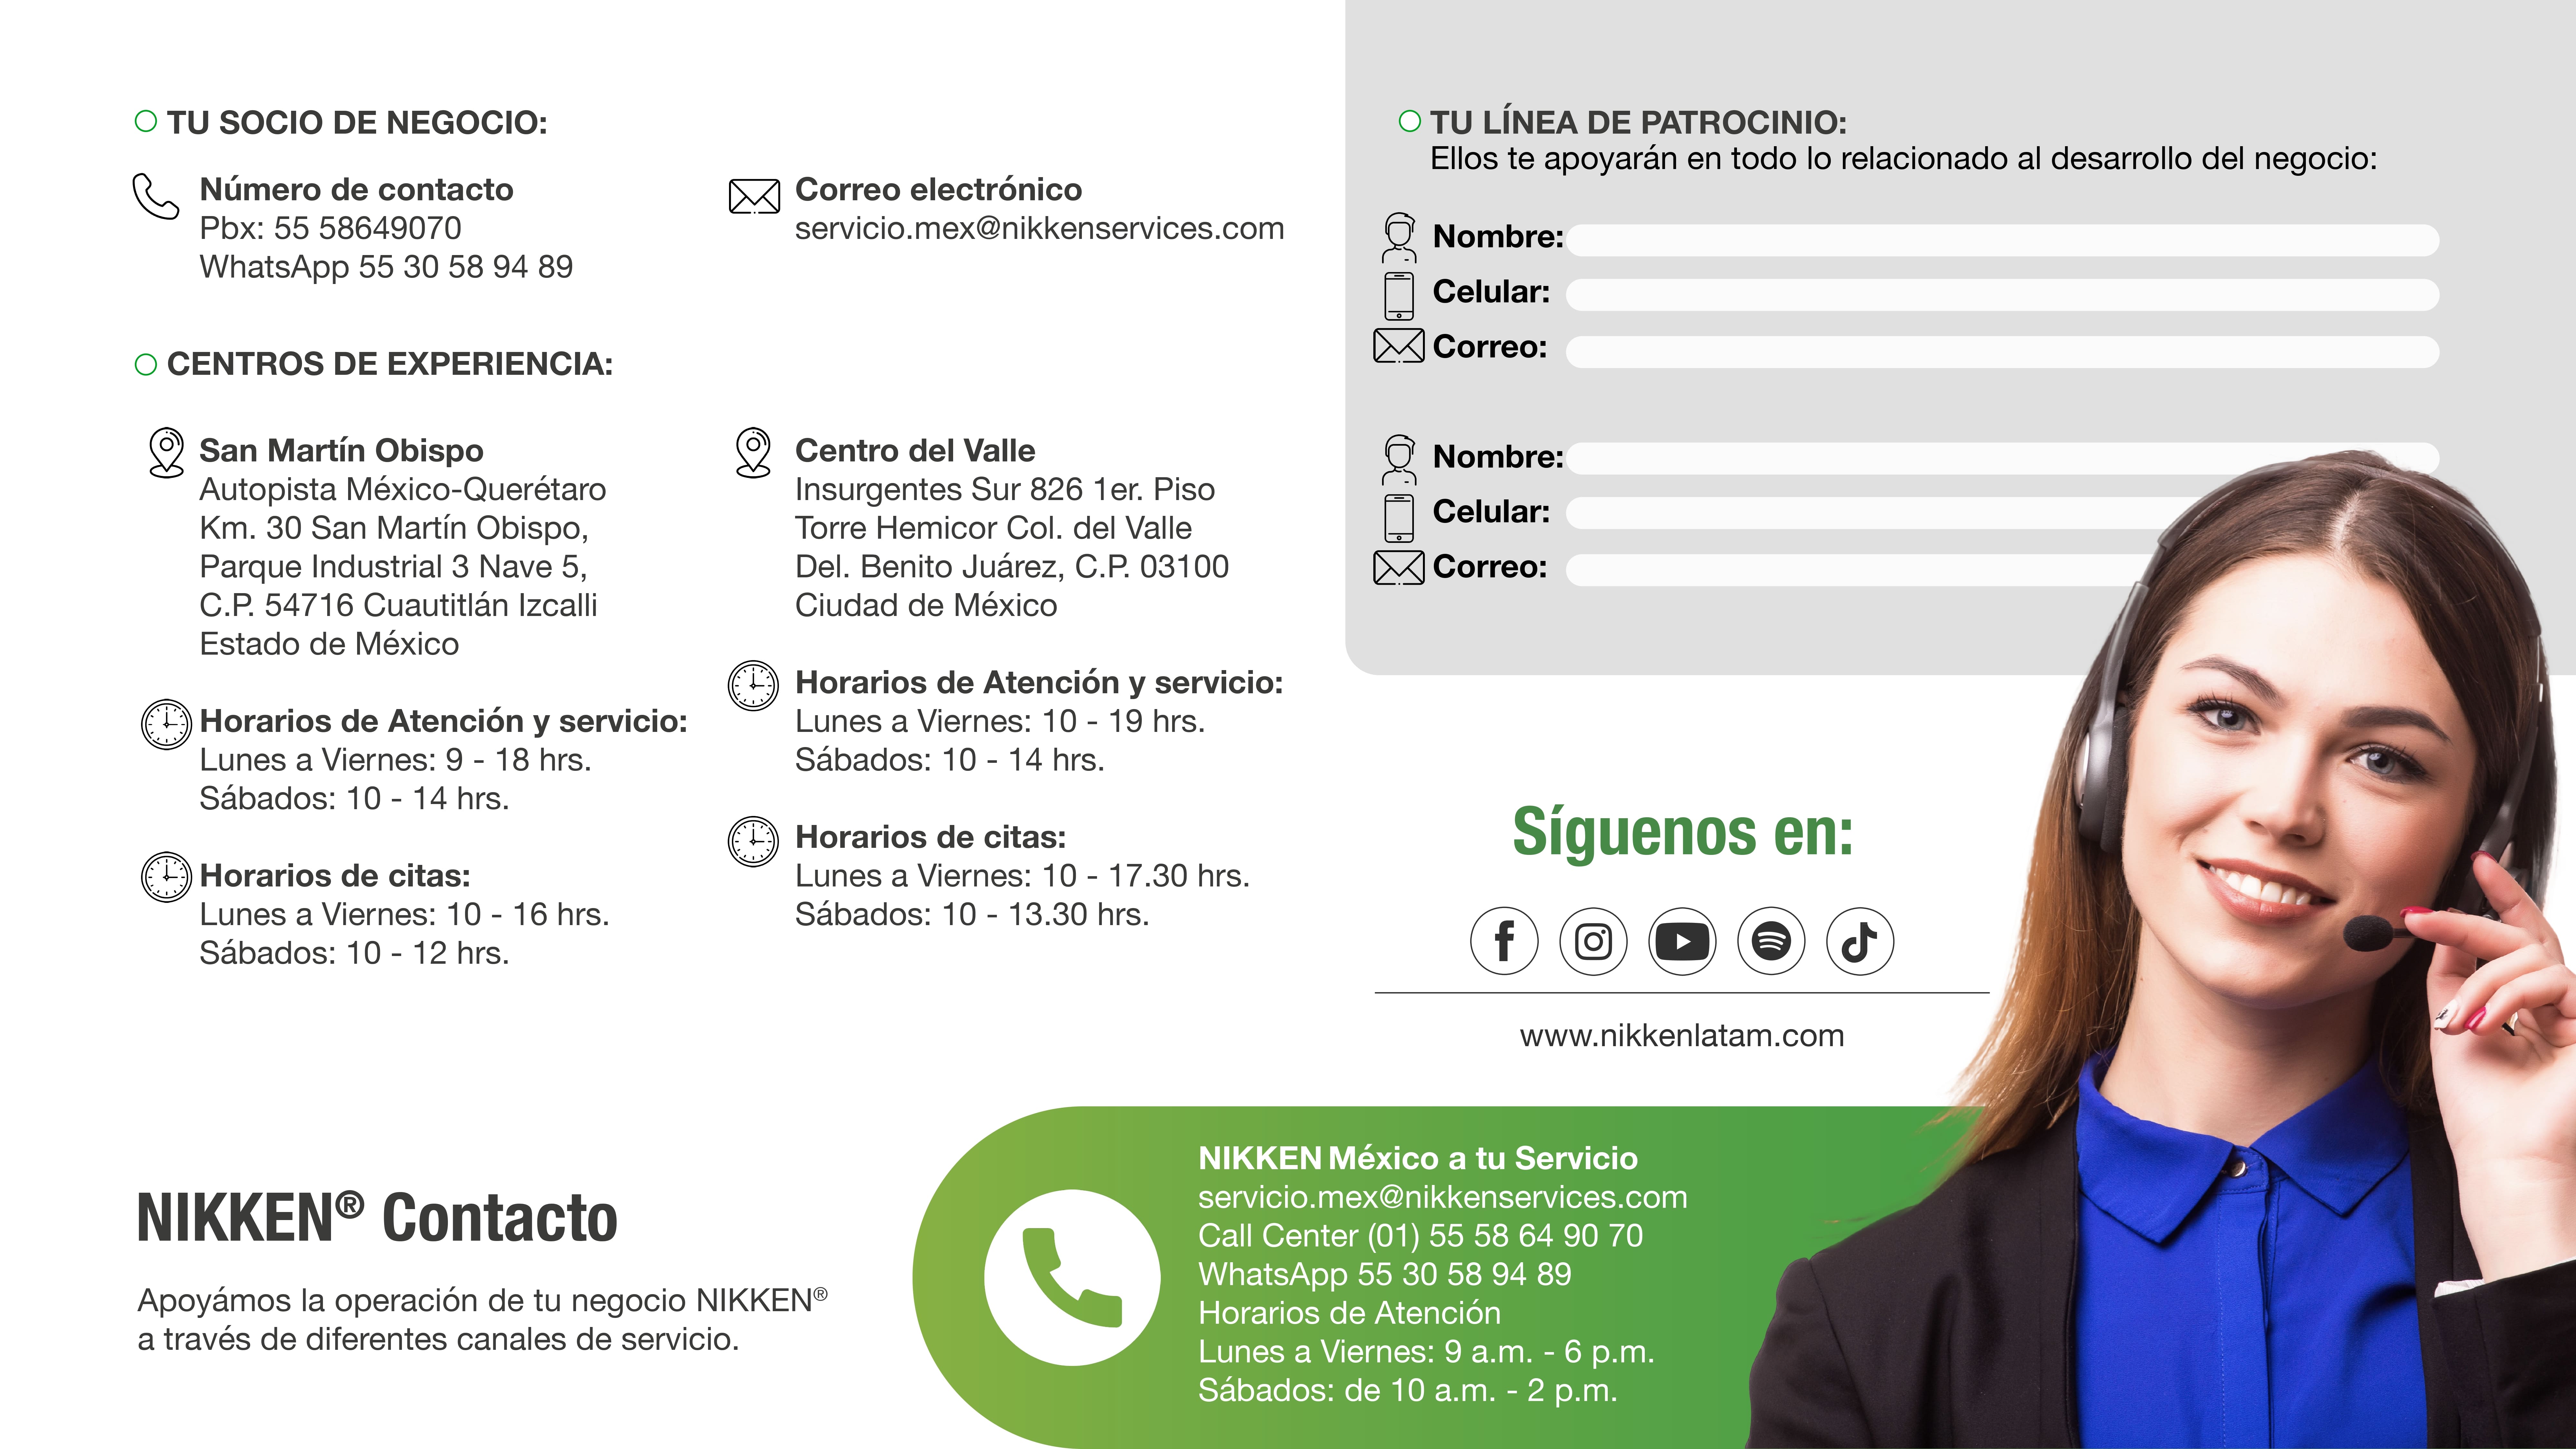 TU SOCIO DE NEGOCIO:
Número de contacto
Pbx: 55 58649070
WhatsApp 55 30 58 94 89
Correo electrónico
servicio.mex@nikkenservices.com
CENTROS DE EXPERIENCIA:
San Martín Obispo
Autopista México-Querétaro
Km. 30 San Martín Obispo,
Parque Industrial 3 Nave 5,
C.P. 54716 Cuautitlán Izcalli
Estado de México
Horarios de Atención y servicio:
Lunes a Viernes: 9 - 18 hrs.
Sábados: 10 - 14 hrs.
Horarios de citas:
Lunes a Viernes: 10 - 16 hrs.
Sábados: 10 - 12 hrs.
Centro del Valle
Insurgentes Sur 826 1er. Piso
Torre Hemicor Col. del Valle
Del. Benito Juárez, C.P. 03100
Ciudad de México
Horarios de Atención y servicio:
Lunes a Viernes: 10 - 19 hrs.
Sábados: 10 - 14 hrs.
Horarios de citas:
Lunes a Viernes: 10 - 17.30 hrs.
Sábados: 10 - 13.30 hrs.
TU LÍNEA DE PATROCINIO:
Ellos te apoyarán en todo lo relacionado al desarrollo del negocio:
Nombre:
Celular:
Correo:
Nombre:
Celular:
Correo:
Síguenos en:
www.nikkenlatam.com
NIKKEN® Contacto
Apoyámos la operación de tu negocio NIKKEN®
a través de diferentes canales de servicio.
NIKKEN México a tu Servicio
servicio.mex@nikkenservices.com
Call Center (01) 55 58 64 90 70
WhatsApp 55 30 58 94 89
Horarios de Atención
Lunes a Viernes: 9 a.m. - 6 p.m.
Sábados: de 10 a.m. - 2 p.m.